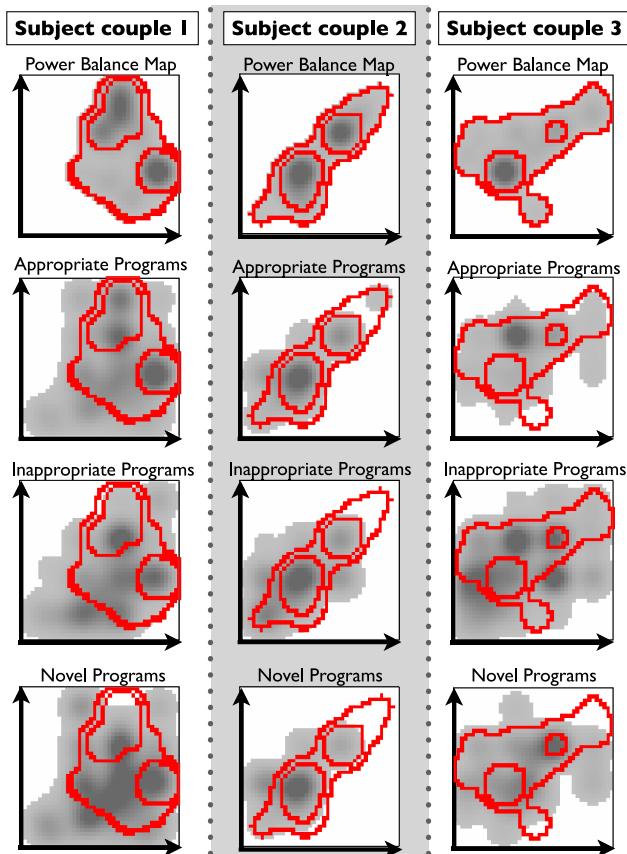 Subject couple 1
Subject couple 2
Subject couple 3
Power Balance Map
Power Balance Map
Power Balance Map
Appropriate Programs
Appropriate Programs
Appropriate Programs
Inappropriate Programs
Inappropriate Programs
Inappropriate Programs
Novel Programs
Novel Programs
Novel Programs